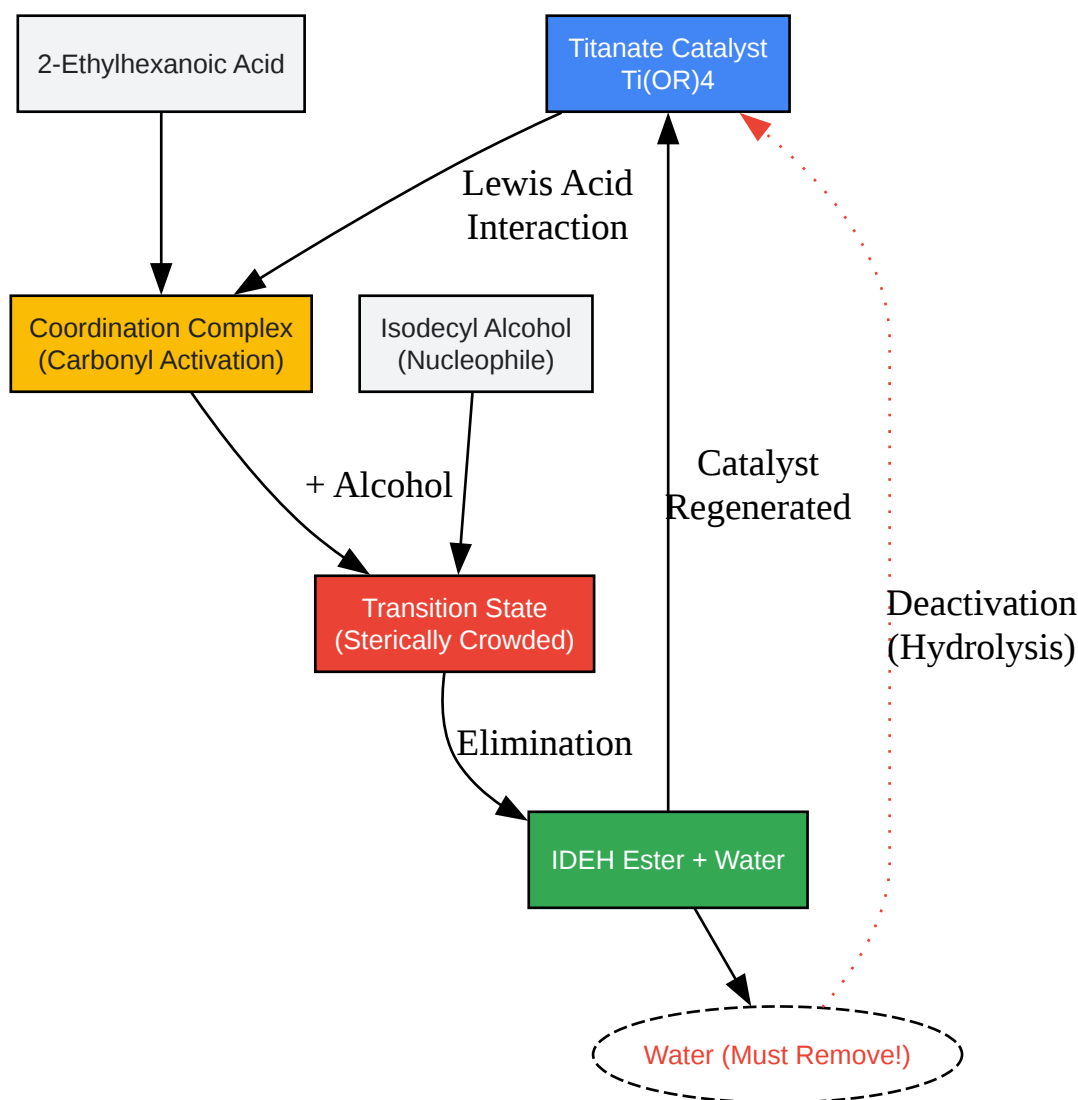 2-Ethylhexanoic Acid
Titanate Catalyst
Ti(OR)4
Lewis Acid
Interaction
Coordination Complex
(Carbonyl Activation)
Isodecyl Alcohol
(Nucleophile)
+ Alcohol
Catalyst
Regenerated
Transition State
(Sterically Crowded)
Deactivation
(Hydrolysis)
Elimination
IDEH Ester + Water
Water (Must Remove!)